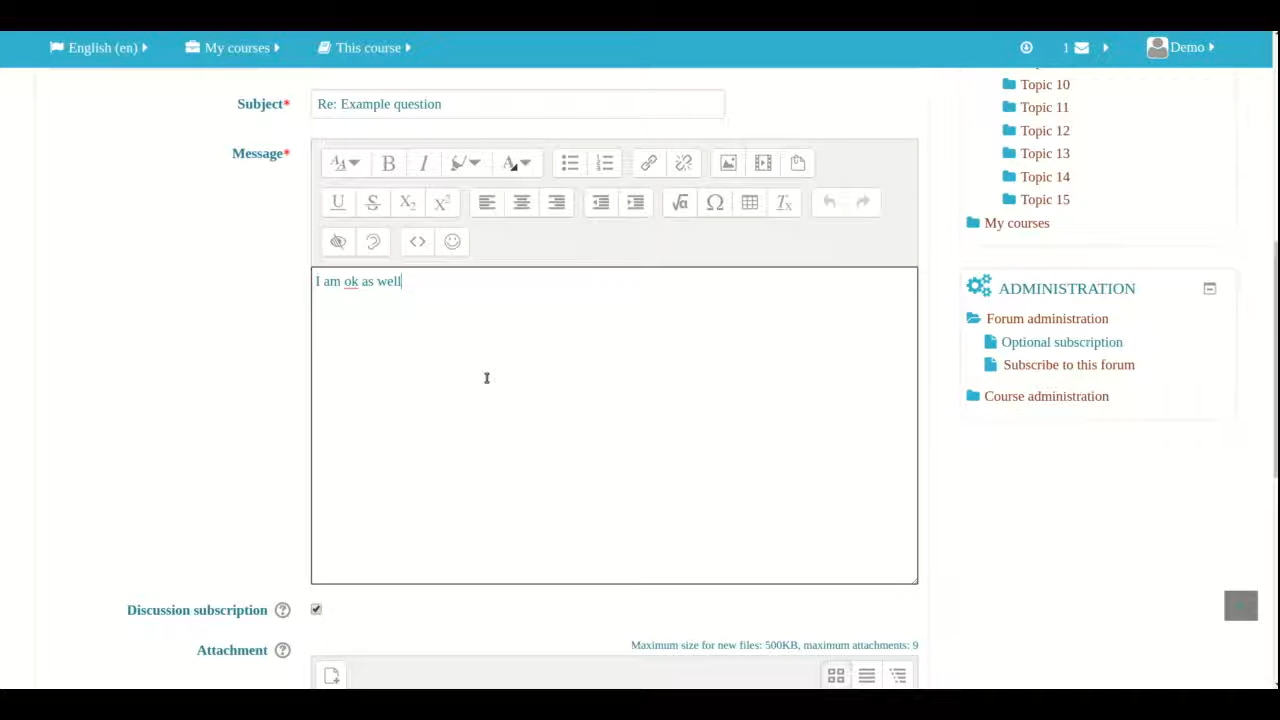 English (en) My courses This course 1 Demo
Subject*
Re: Example question
Message*
I am ok as well
Discussion subscription
Attachment
Maximum size for new files: 500KB, maximum attachments: 9
Topic 10
Topic 11
Topic 12
Topic 13
Topic 14
Topic 15
My courses
ADMINISTRATION
Forum administration
Optional subscription
Subscribe to this forum
Course administration